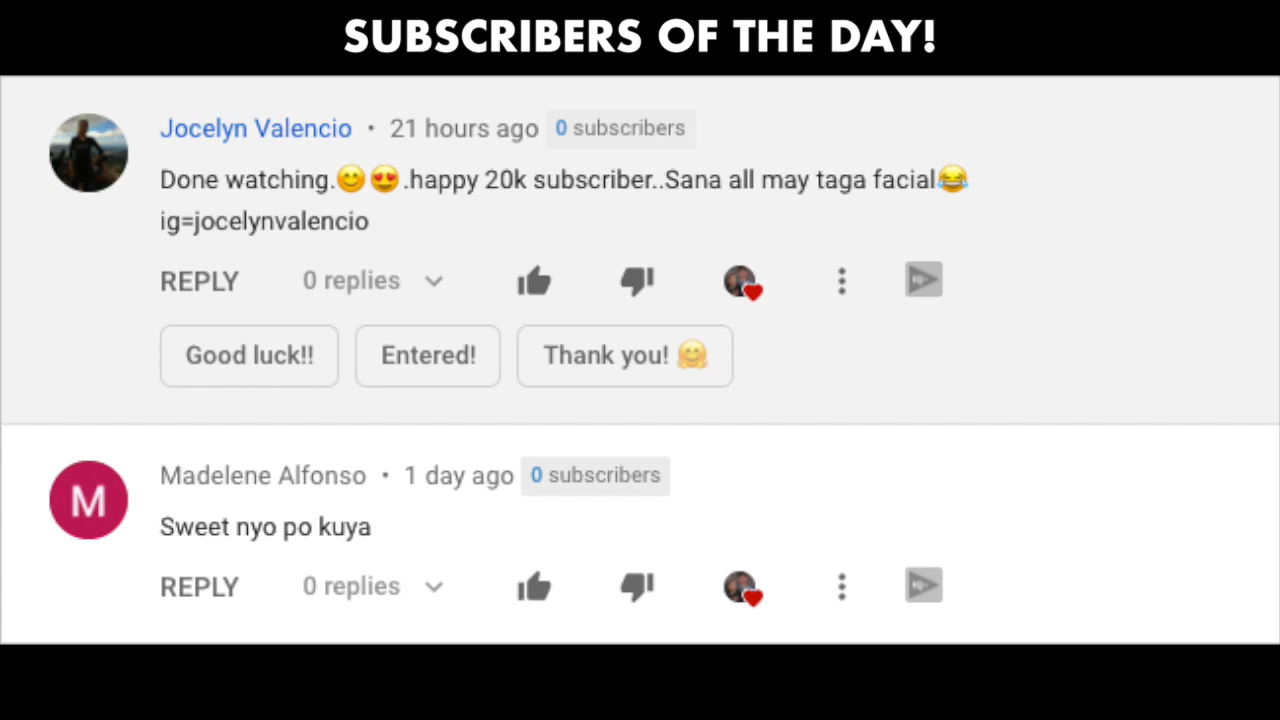 SUBSCRIBERS OF THE DAY!
Jocelyn Valencio • 21 hours ago 0 subscribers
Done watching.😊😍.happy 20k subscriber..Sana all may taga facial😂
ig=jocelynvalencio
REPLY 0 replies
Good luck!! Entered! Thank you! 🤗
M
Madelene Alfonso • 1 day ago 0 subscribers
Sweet nyo po kuya
REPLY 0 replies